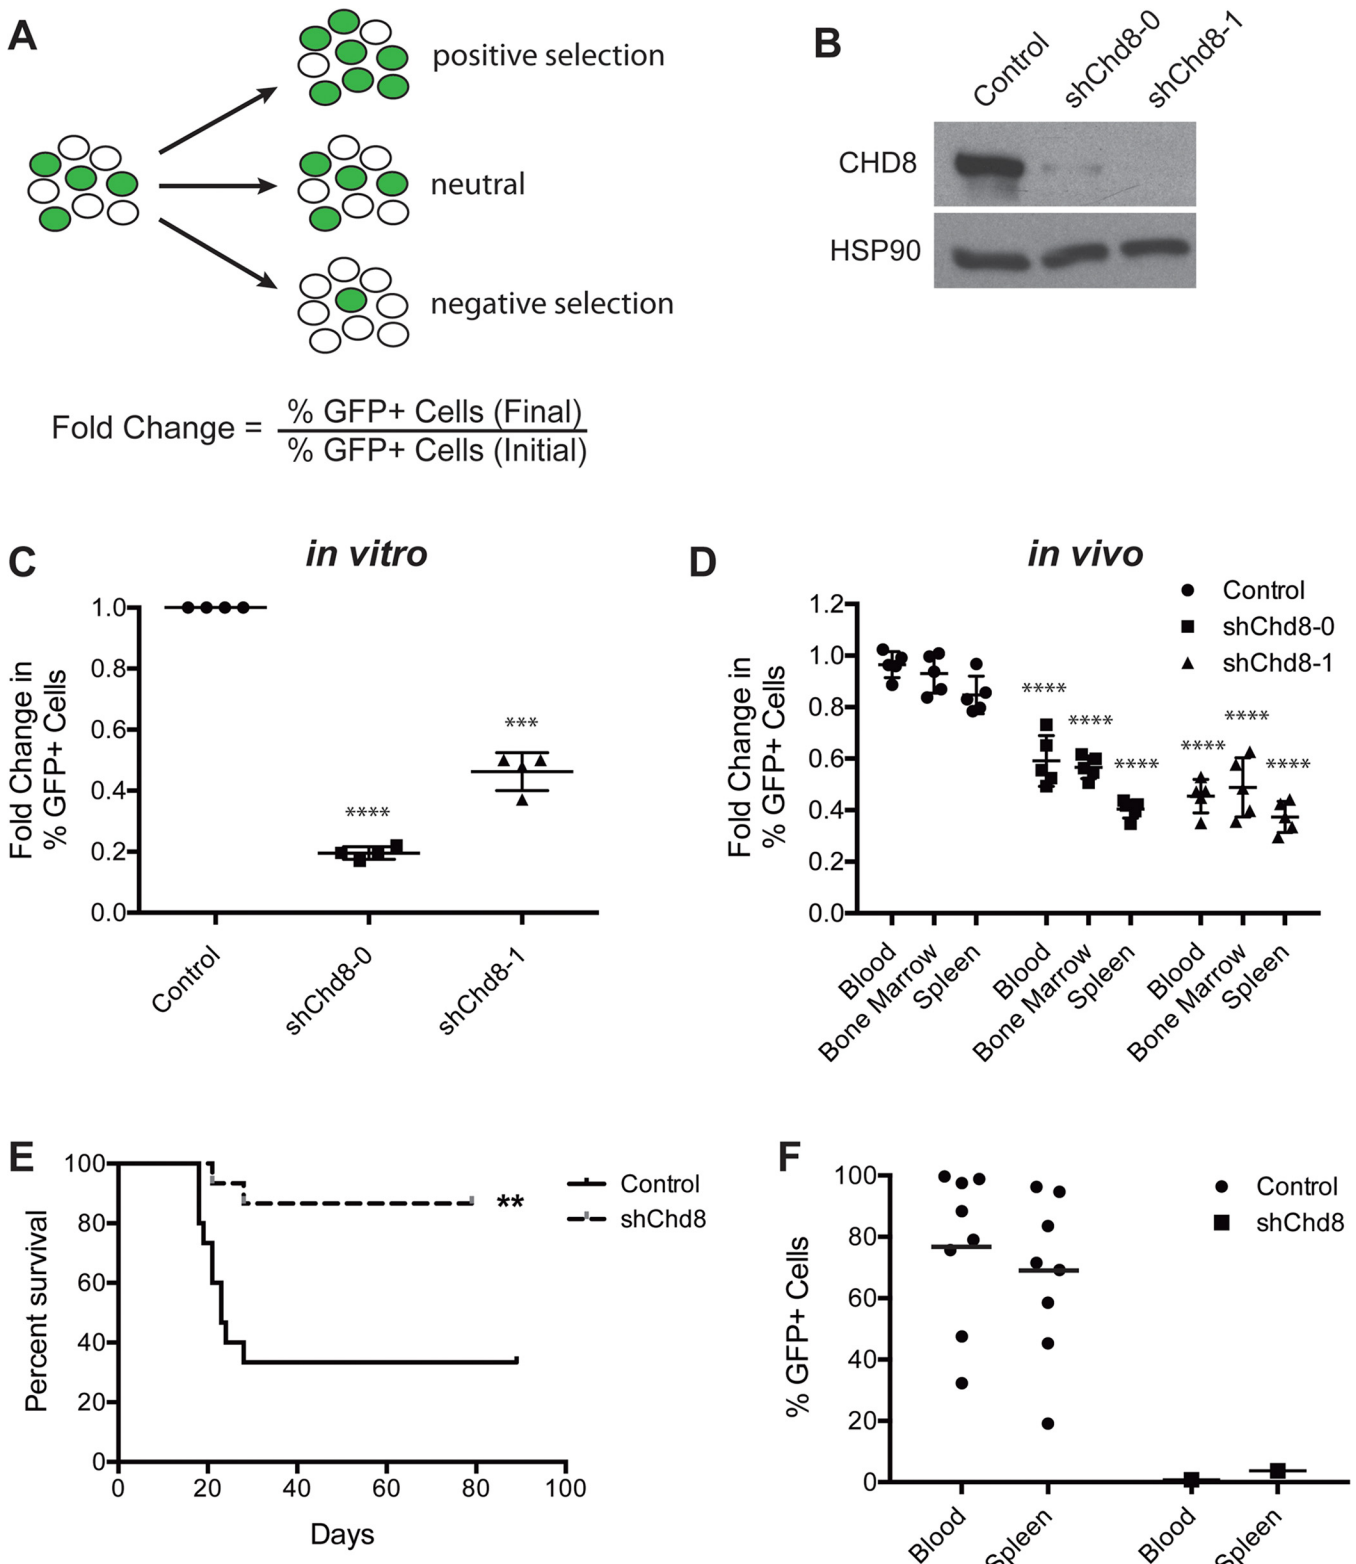 A
positive selection
neutral
negative selection
Fold Change =
% GFP+ Cells (Final)
% GFP+ Cells (Initial)
B
Control
shChd8-0
shChd8-1
CHD8
HSP90
C
in vitro
Fold Change in
% GFP+ Cells
1.0
0.8
0.6
0.4
0.2
0.0
****
***
Control
shChd8-0
shChd8-1
D
in vivo
Control
shChd8-0
shChd8-1
Fold Change in
% GFP+ Cells
1.2
1.0
0.8
0.6
0.4
0.2
0.0
****
****
****
****
****
****
Blood
Bone Marrow
Spleen
Blood
Bone Marrow
Spleen
Blood
Bone Marrow
Spleen
E
Percent survival
100
80
60
40
20
0
0 20 40 60 80 100
Days
**
Control
shChd8
F
% GFP+ Cells
100
80
60
40
20
0
Control
shChd8
Blood
Spleen
Blood
Spleen